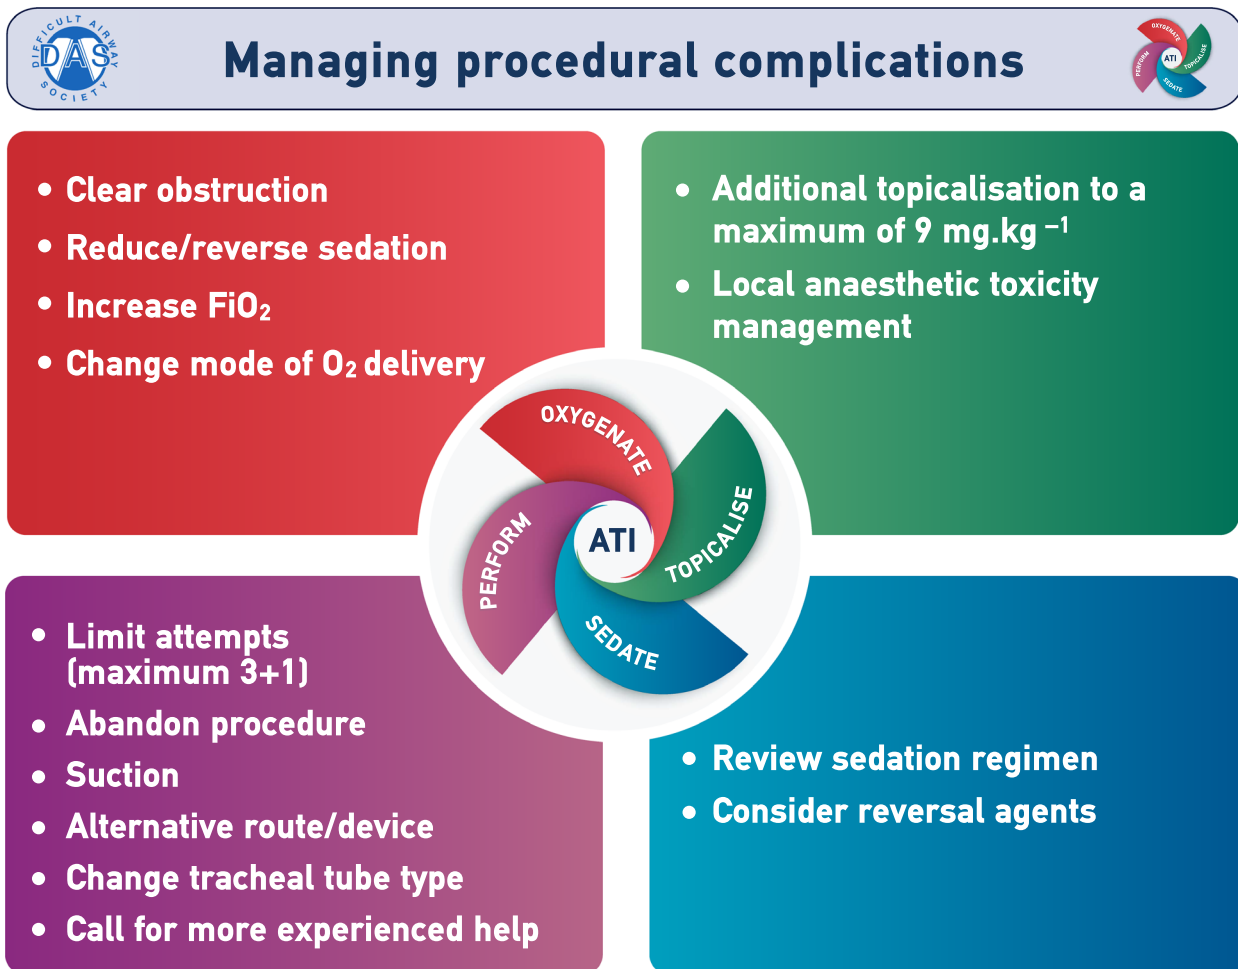 DIFFICULT AIRWAY
DAS
SOCIETY
Managing procedural complications
OXYGENATE
TOPICALISE
SEDATE
PERFORM
ATI
• Clear obstruction
• Reduce/reverse sedation
• Increase FiO₂
• Change mode of O₂ delivery
• Additional topicalisation to a
maximum of 9 mg.kg⁻¹
• Local anaesthetic toxicity
management
OXYGENATE
TOPICALISE
SEDATE
PERFORM
ATI
• Limit attempts
(maximum 3+1)
• Abandon procedure
• Suction
• Alternative route/device
• Change tracheal tube type
• Call for more experienced help
• Review sedation regimen
• Consider reversal agents